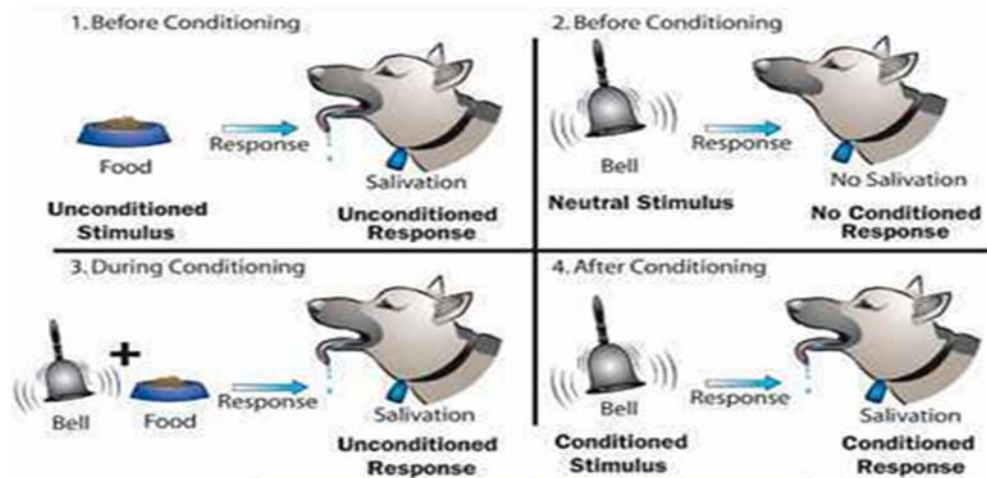 1. Before Conditioning
Food
Response
Salivation
Unconditioned
Stimulus
Unconditioned
Response
2. Before Conditioning
Bell
Response
No Salivation
Neutral Stimulus
No Conditioned
Response
3. During Conditioning
+
Bell
Food
Response
Salivation
Unconditioned
Response
4. After Conditioning
Bell
Response
Salivation
Conditioned
Stimulus
Conditioned
Response